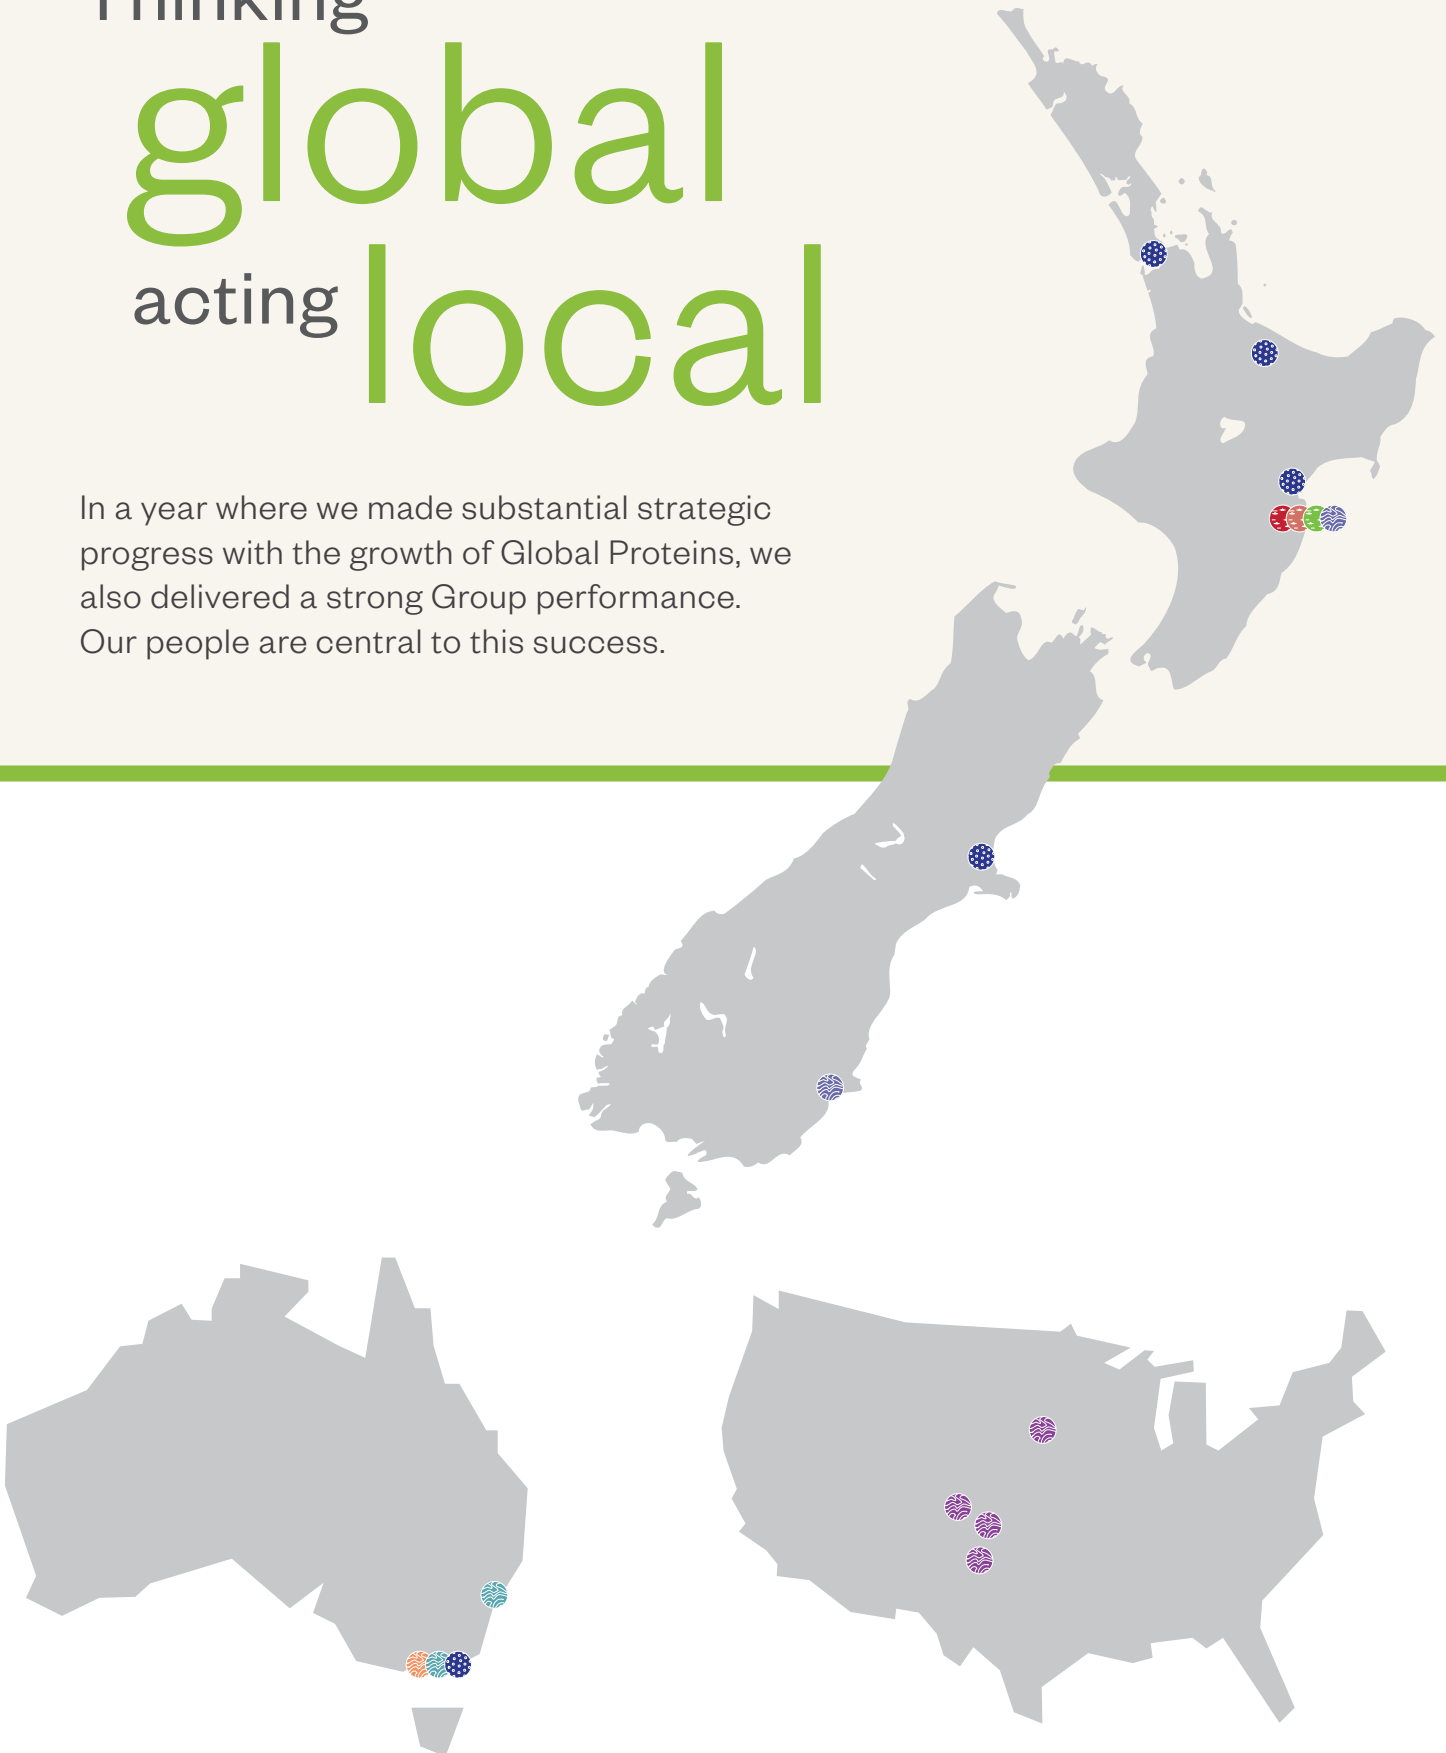 Thinking
global
acting local
In a year where we made substantial strategic
progress with the growth of Global Proteins, we
also delivered a strong Group performance.
Our people are central to this success.